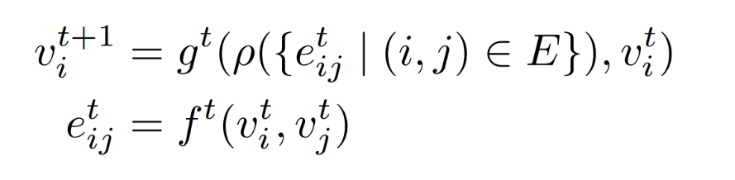 v_i^{t+1} = g^t(ρ({e_{ij}^t | (i, j) ∈ E}), v_i^t)
e_{ij}^t = f^t(v_i^t, v_j^t)